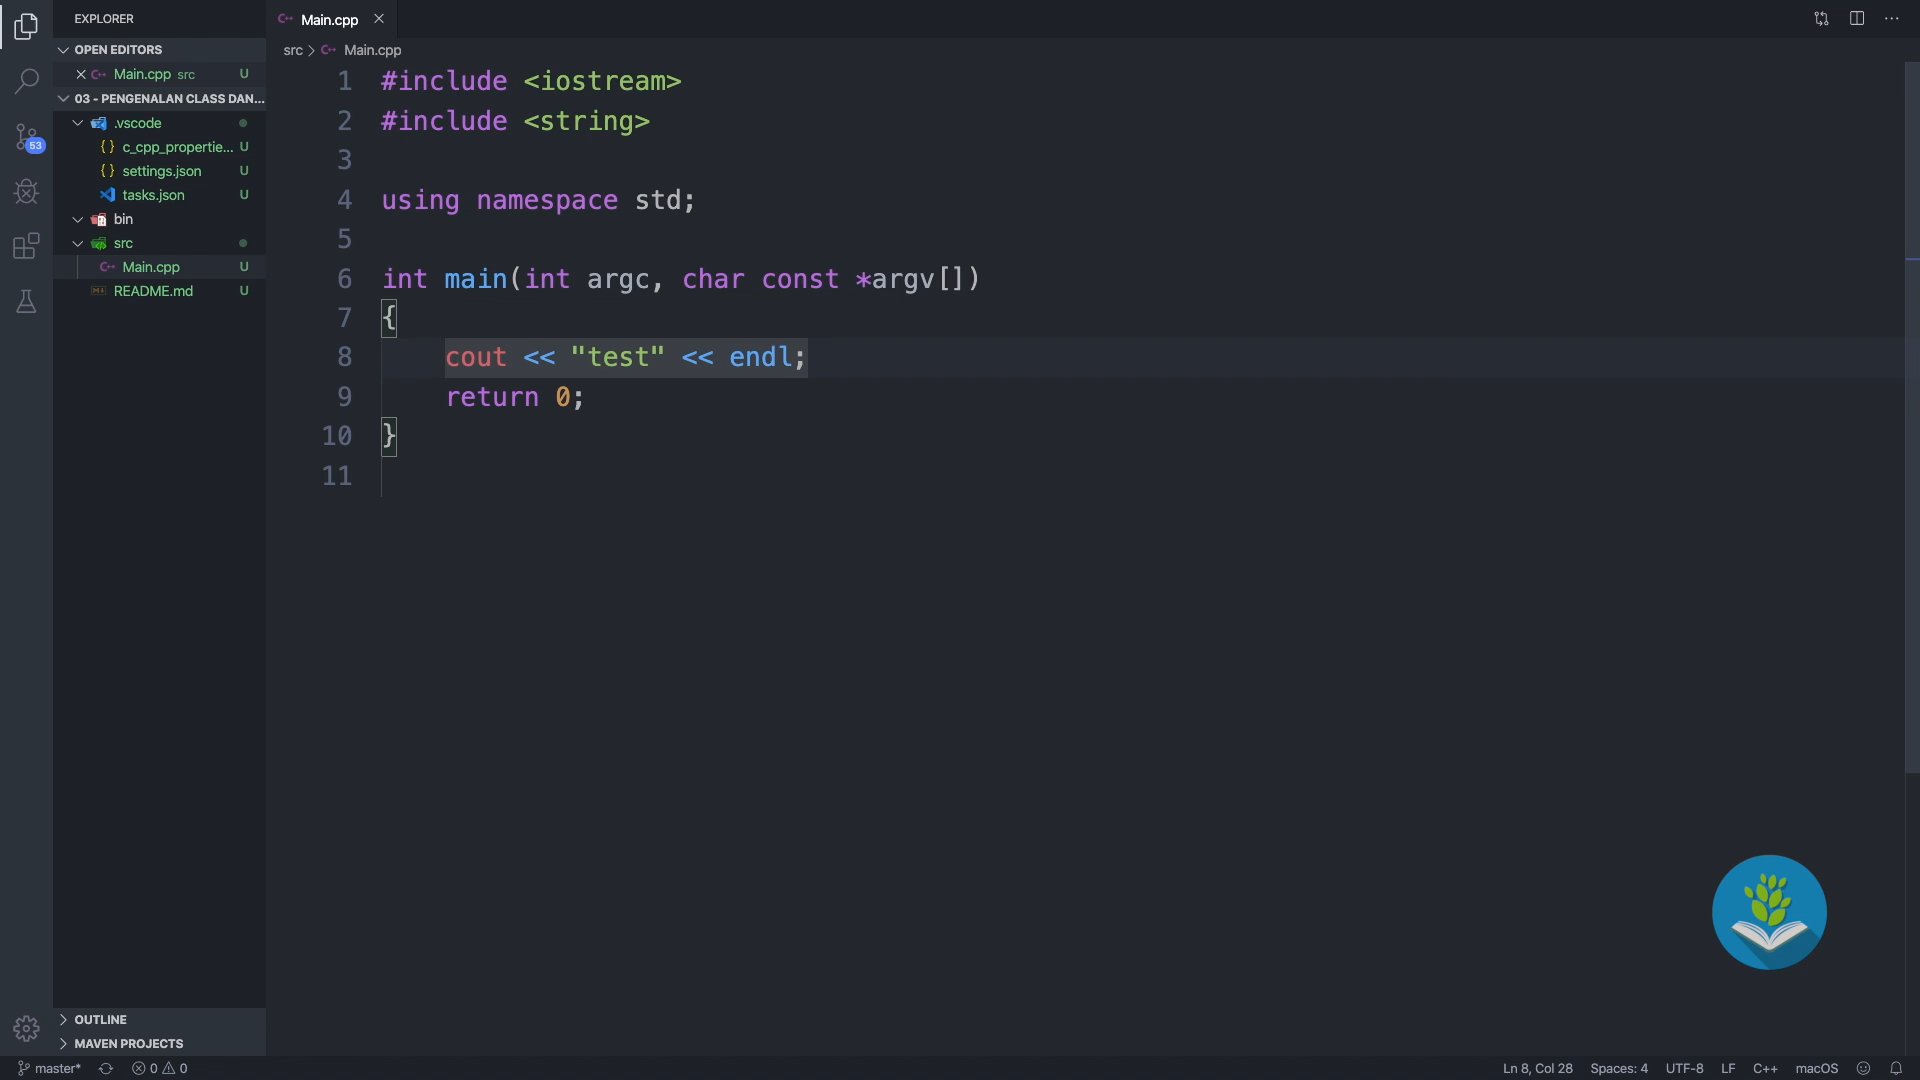 EXPLORER
OPEN EDITORS
Main.cpp src U
03 - PENGENALAN CLASS DAN...
.vscode
c_cpp_propertie... U
settings.json U
tasks.json U
bin
src
Main.cpp U
README.md U
OUTLINE
MAVEN PROJECTS
53
Main.cpp
src > Main.cpp
1 #include <iostream>
2 #include <string>
3
4 using namespace std;
5
6 int main(int argc, char const *argv[])
7 {
8 cout << "test" << endl;
9 return 0;
10 }
11
master* 0 0 Ln 8, Col 28 Spaces: 4 UTF-8 LF C++ macOS